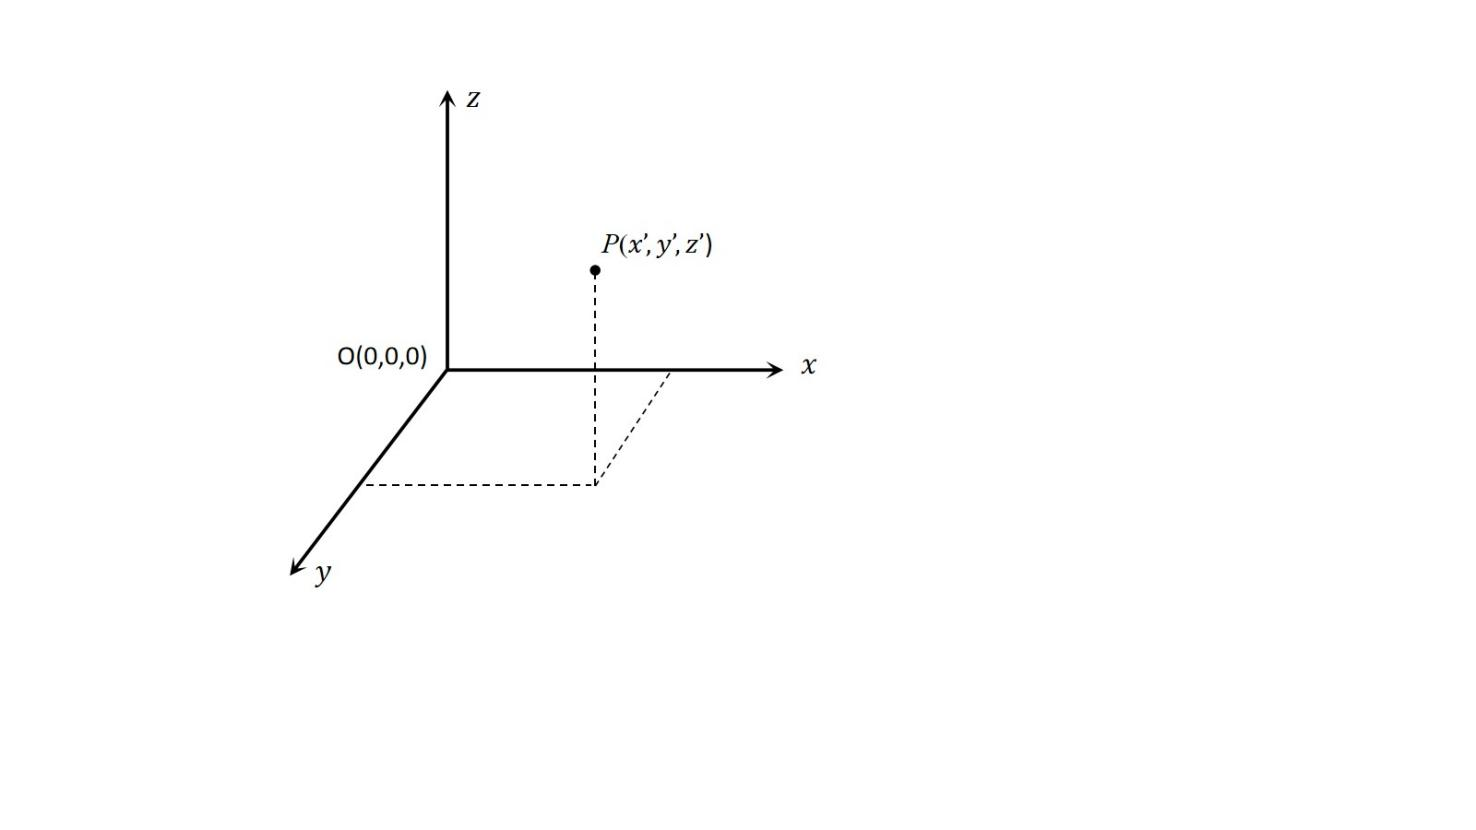 z
P(x’, y’, z’)
O(0,0,0)
x
y